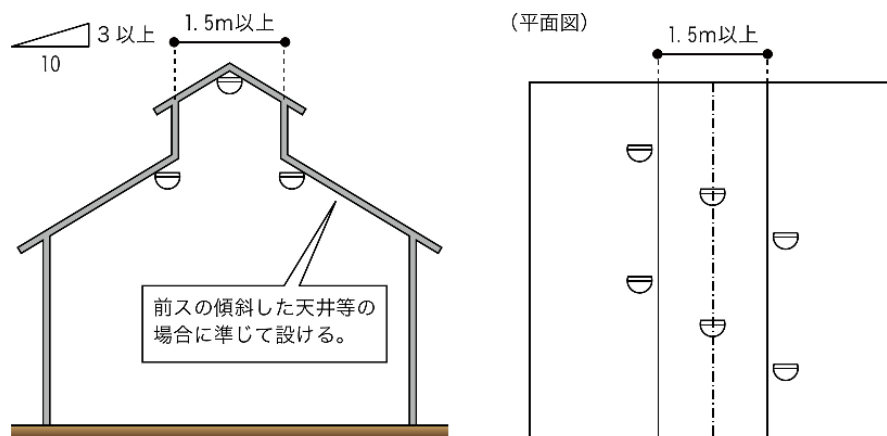 3以上
10
1.5m以上
(平面図)
1.5m以上
前スの傾斜した天井等の
場合に準じて設ける。